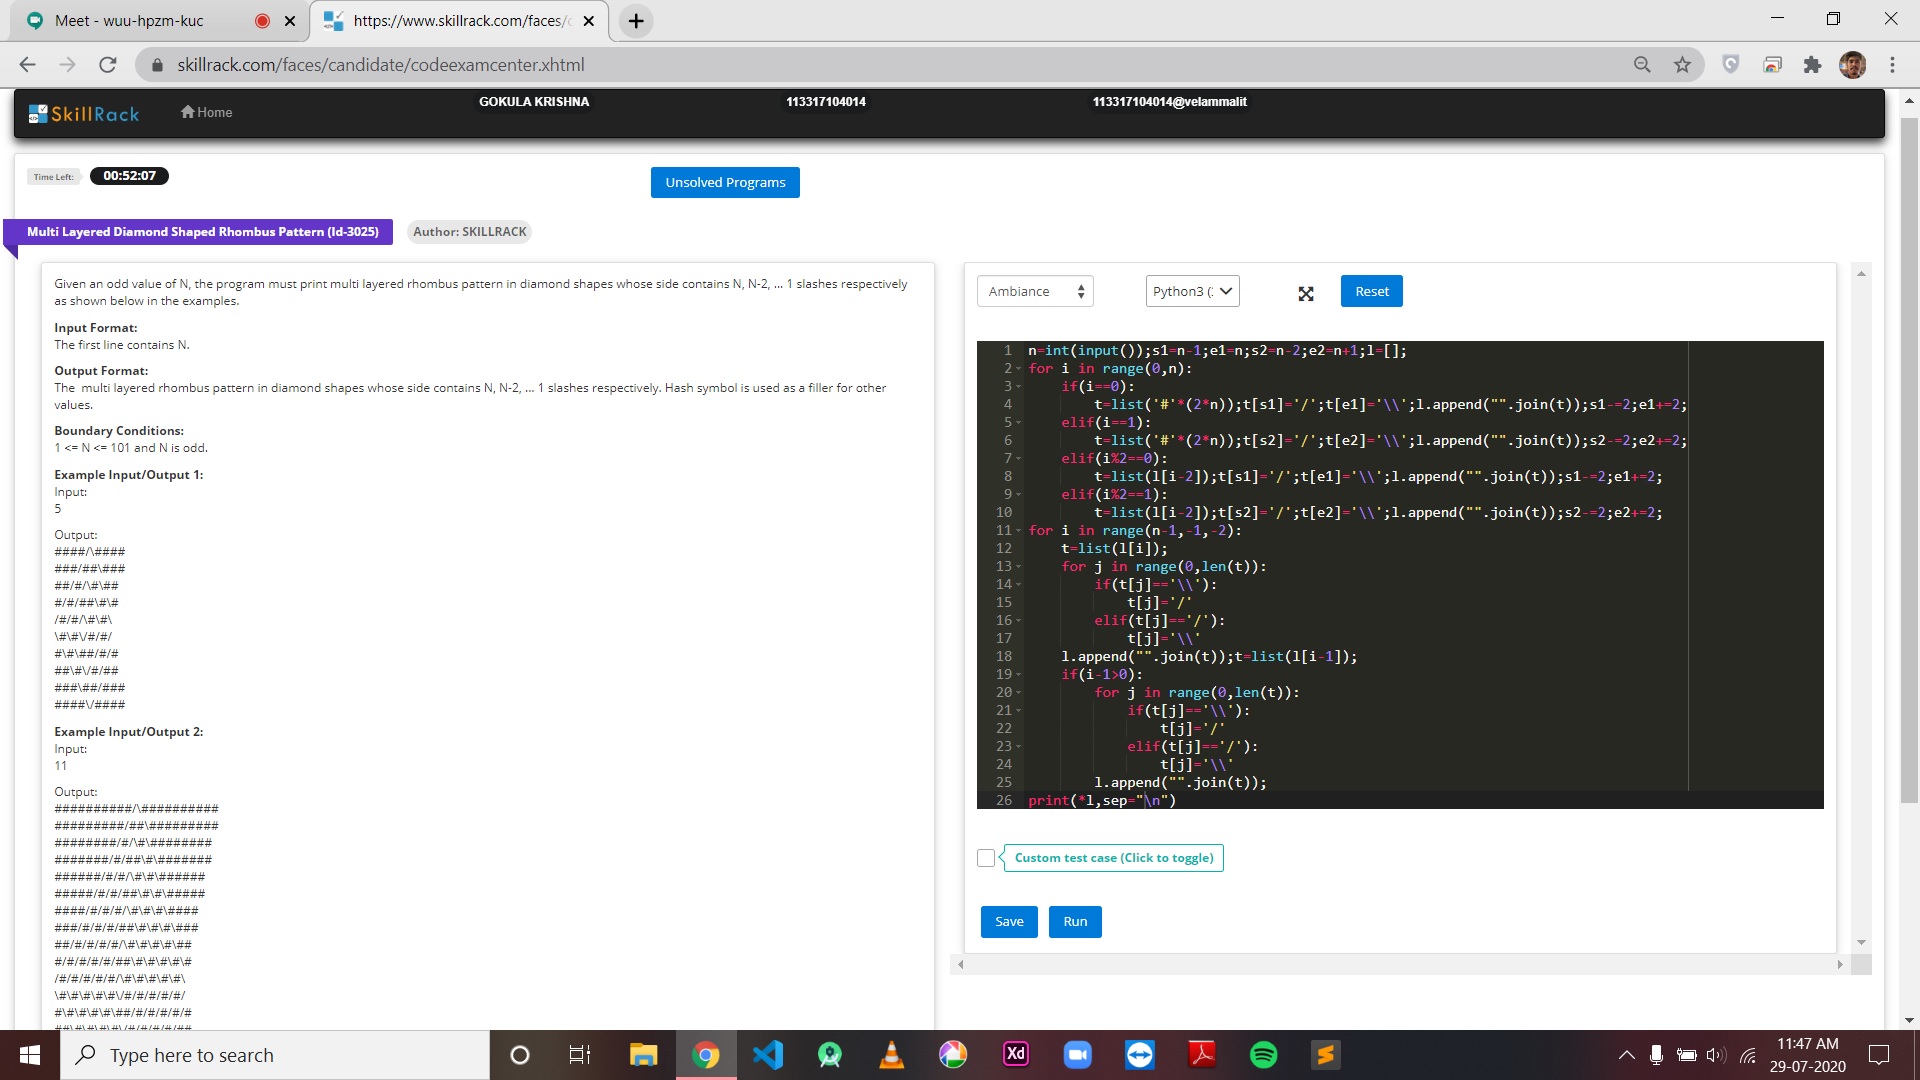 Meet - wuu-hpzm-kuc
https://www.skillrack.com/faces/c
skillrack.com/faces/candidate/codeexamcenter.xhtml
SkillRack
Home
GOKULA KRISHNA
113317104014
113317104014@velammalit
Time Left:
00:52:07
Unsolved Programs
Multi Layered Diamond Shaped Rhombus Pattern (Id-3025)
Author: SKILLRACK
Given an odd value of N, the program must print multi layered rhombus pattern in diamond shapes whose side contains N, N-2, ... 1 slashes respectively
as shown below in the examples.
Input Format:
The first line contains N.
Output Format:
The  multi layered rhombus pattern in diamond shapes whose side contains N, N-2, ... 1 slashes respectively. Hash symbol is used as a filler for other
values.
Boundary Conditions:
1 <= N <= 101 and N is odd.
Example Input/Output 1:
Input:
5
Output:
####/\####
###/##\###
##/#/\#\##
#/#/##\#\#
/#/#/\#\#\
\#\#\/#/#/
#\#\##/#/#
##\#\/#/##
###\##/###
####\/####
Example Input/Output 2:
Input:
11
Output:
##########/\##########
#########/##\#########
########/#/\#\########
#######/#/##\#\#######
######/#/#/\#\#\######
#####/#/#/##\#\#\#####
####/#/#/#/\#\#\#\####
###/#/#/#/##\#\#\#\###
##/#/#/#/#/\#\#\#\#\##
#/#/#/#/#/##\#\#\#\#\#
/#/#/#/#/#/\#\#\#\#\#\
\#\#\#\#\#\/#/#/#/#/#/
#\#\#\#\#\##/#/#/#/#/#
##\#\#\#\#\/#/#/#/#/##
Ambiance
Python3 (:
Reset
1 n=int(input());s1=n-1;e1=n;s2=n-2;e2=n+1;l=[];
2 for i in range(0,n):
3     if(i==0):
4         t=list('#'*(2*n));t[s1]='/';t[e1]='\\';l.append("".join(t));s1-=2;e1+=2;
5     elif(i==1):
6         t=list('#'*(2*n));t[s2]='/';t[e2]='\\';l.append("".join(t));s2-=2;e2+=2;
7     elif(i%2==0):
8         t=list(l[i-2]);t[s1]='/';t[e1]='\\';l.append("".join(t));s1-=2;e1+=2;
9     elif(i%2==1):
10         t=list(l[i-2]);t[s2]='/';t[e2]='\\';l.append("".join(t));s2-=2;e2+=2;
11 for i in range(n-1,-1,-2):
12     t=list(l[i]);
13     for j in range(0,len(t)):
14         if(t[j]=='\\'):
15             t[j]='/'
16         elif(t[j]=='/'):
17             t[j]='\\'
18     l.append("".join(t));t=list(l[i-1]);
19     if(i-1>0):
20         for j in range(0,len(t)):
21             if(t[j]=='\\'):
22                 t[j]='/'
23             elif(t[j]=='/'):
24                 t[j]='\\'
25         l.append("".join(t));
26 print(*l,sep="\n")
Custom test case (Click to toggle)
Save
Run
Type here to search
Xd
11:47 AM
29-07-2020